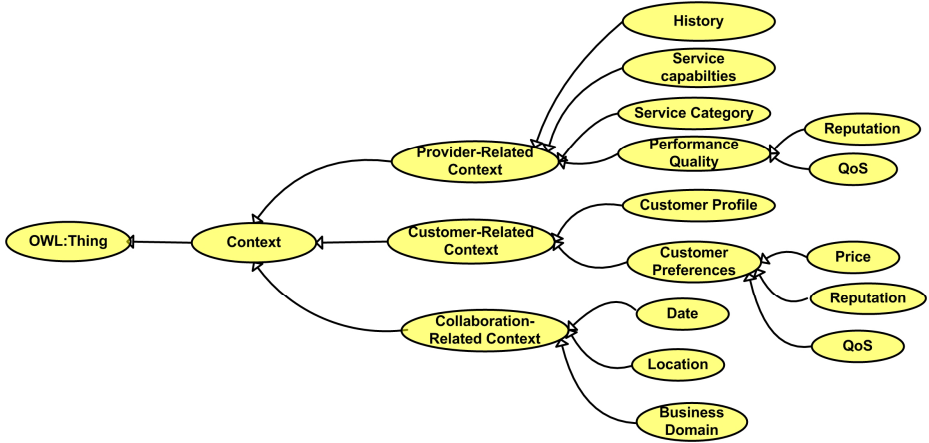 History
Service
capabilties
Service Category
Performance
Quality
Reputation
QoS
Provider-Related
Context
OWL:Thing
Context
Customer-Related
Context
Customer Profile
Customer
Preferences
Price
Reputation
QoS
Collaboration-
Related Context
Date
Location
Business
Domain